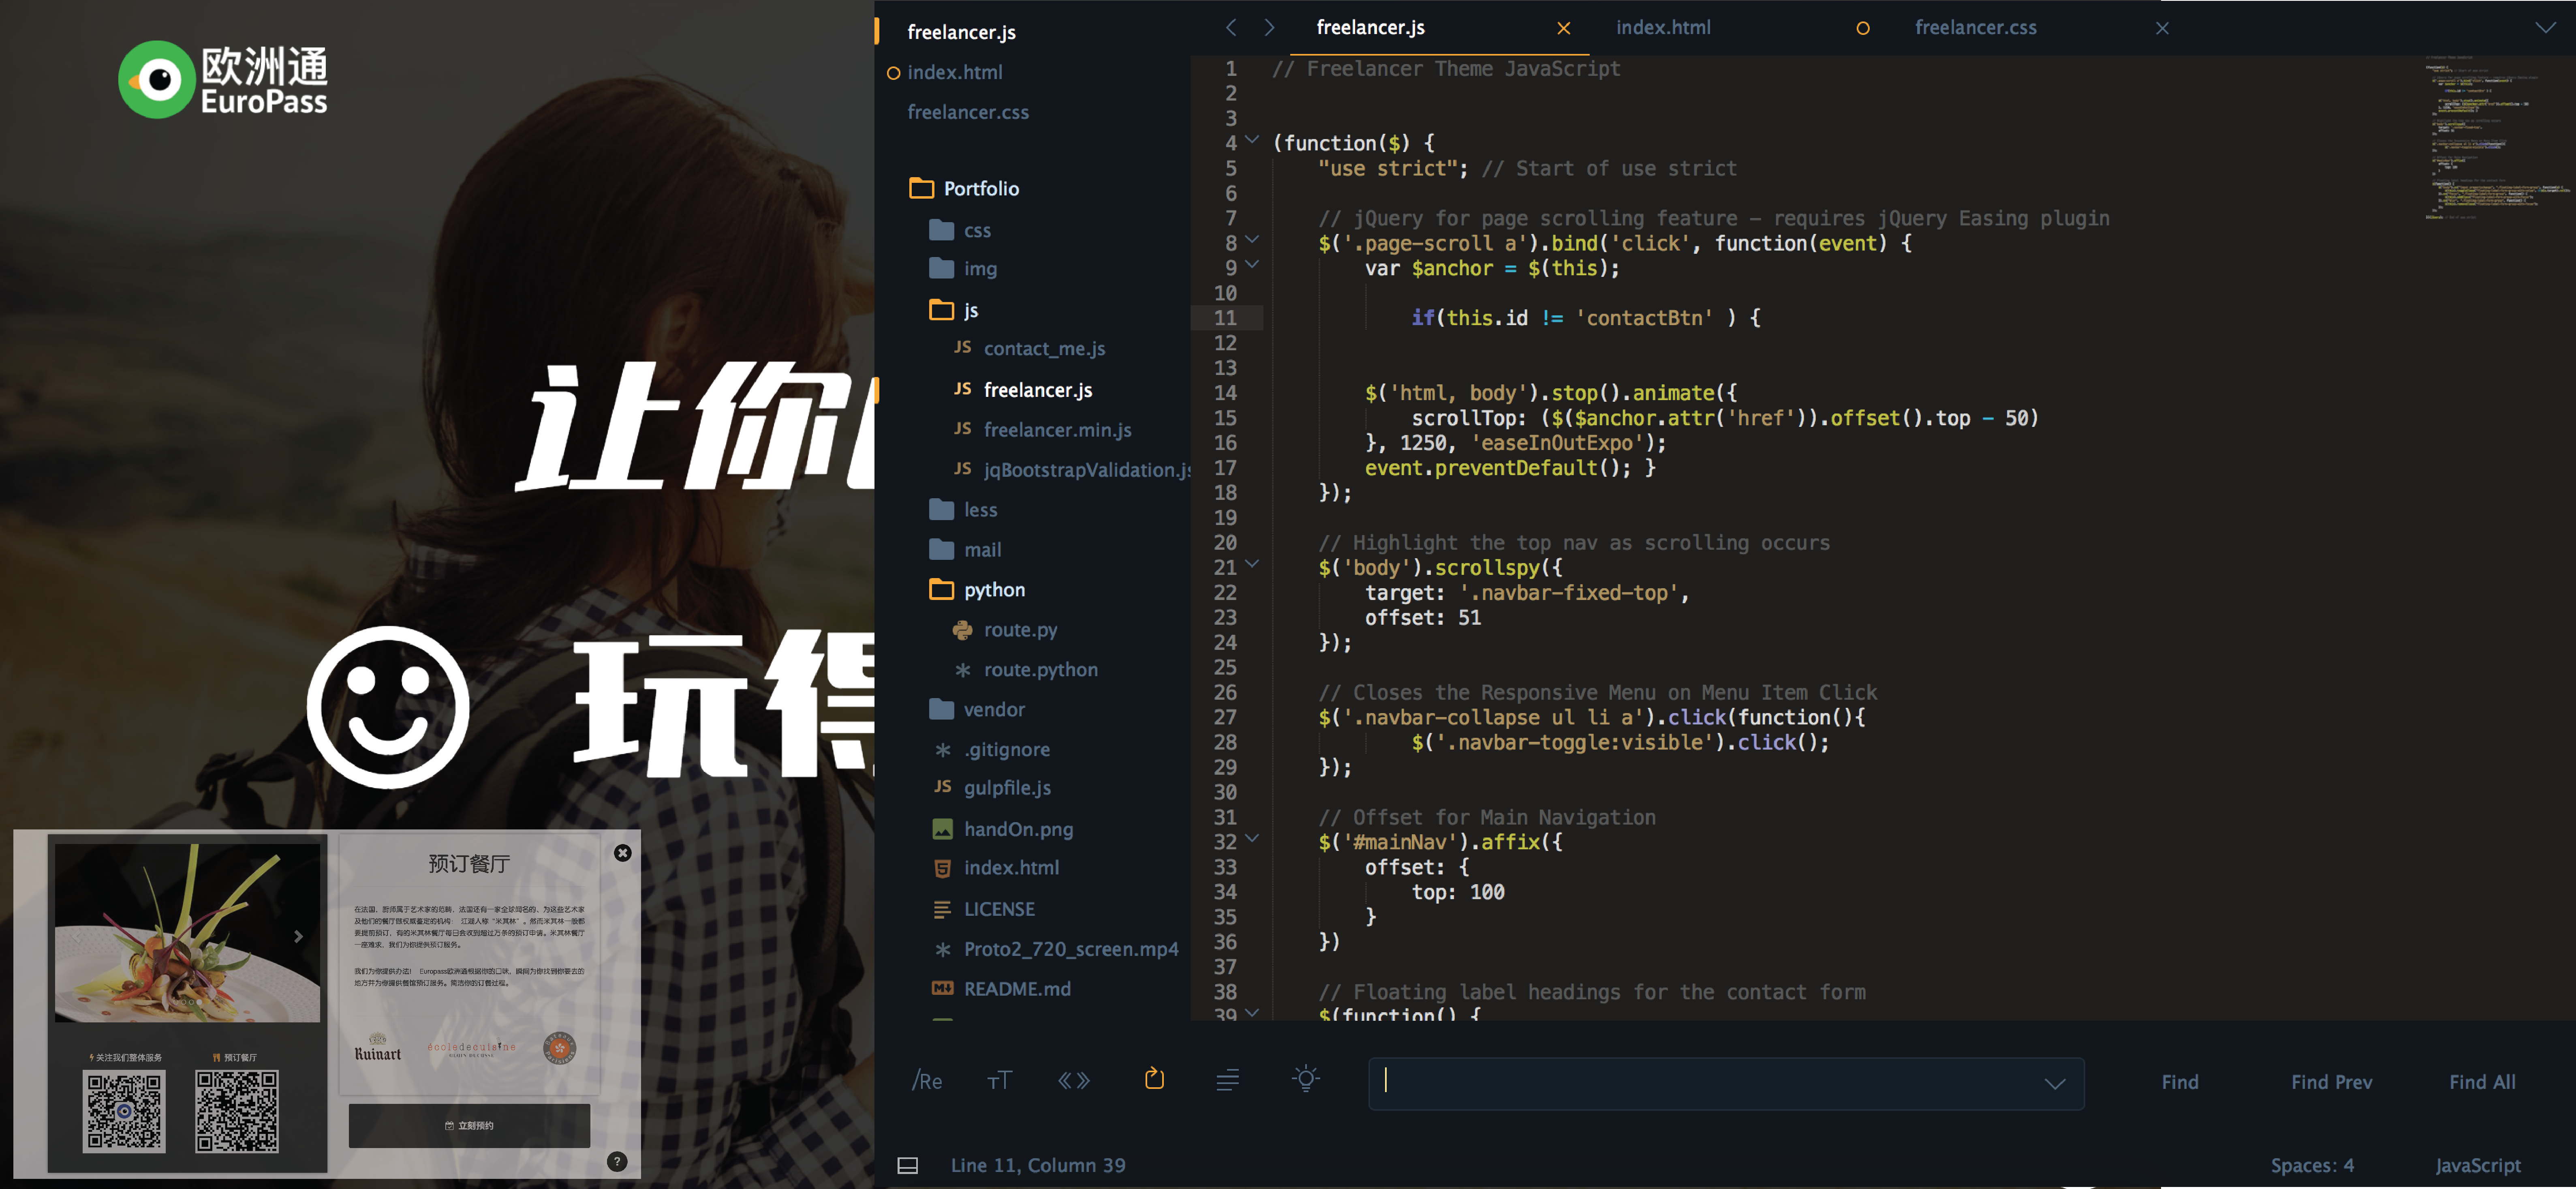 欧洲通
EuroPass
让你
玩得
预订餐厅
在法国，厨师属于艺术家的范畴，法国还有一家全球闻名的，为这些艺术家
及他们的餐厅做权威鉴定的机构： 江湖人称“米其林”。然而米其林一般都
要提前预订，有的米其林餐厅每日会收到超过万条的预订申请。米其林餐厅
一座难求，我们为你提供预订服务。
我们为你提供办法！ Europass欧洲通根据你的口味，瞬间为你找到你要去的
地方并为你提供餐馆预订服务。简洁你的订餐过程。
Ruinart
écoledecuisine
关注我们整体服务
预订餐厅
立刻预约
?
freelancer.js
index.html
freelancer.css
Portfolio
css
img
js
JS contact_me.js
JS freelancer.js
JS freelancer.min.js
JS jqBootstrapValidation.js
less
mail
python
route.py
route.python
vendor
.gitignore
JS gulpfile.js
handOn.png
index.html
LICENSE
Proto2_720_screen.mp4
README.md
freelancer.js index.html freelancer.css
1 // Freelancer Theme JavaScript
2
3
4 (function($) {
5 "use strict"; // Start of use strict
6
7 // jQuery for page scrolling feature - requires jQuery Easing plugin
8 $('.page-scroll a').bind('click', function(event) {
9 var $anchor = $(this);
10
11 if(this.id != 'contactBtn' ) {
12
13
14 $('html, body').stop().animate({
15 scrollTop: ($($anchor.attr('href')).offset().top - 50)
16 }, 1250, 'easeInOutExpo');
17 event.preventDefault(); }
18 });
19
20 // Highlight the top nav as scrolling occurs
21 $('body').scrollspy({
22 target: '.navbar-fixed-top',
23 offset: 51
24 });
25
26 // Closes the Responsive Menu on Menu Item Click
27 $('.navbar-collapse ul li a').click(function(){
28 $('.navbar-toggle:visible').click();
29 });
30
31 // Offset for Main Navigation
32 $('#mainNav').affix({
33 offset: {
34 top: 100
35 }
36 })
37
38 // Floating label headings for the contact form
39 $(function() {
/Re TT Find Find Prev Find All
Line 11, Column 39 Spaces: 4 JavaScript